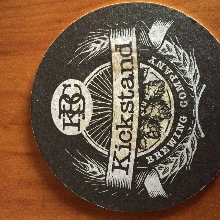 KBC
Kickstand
BREWING COMPANY